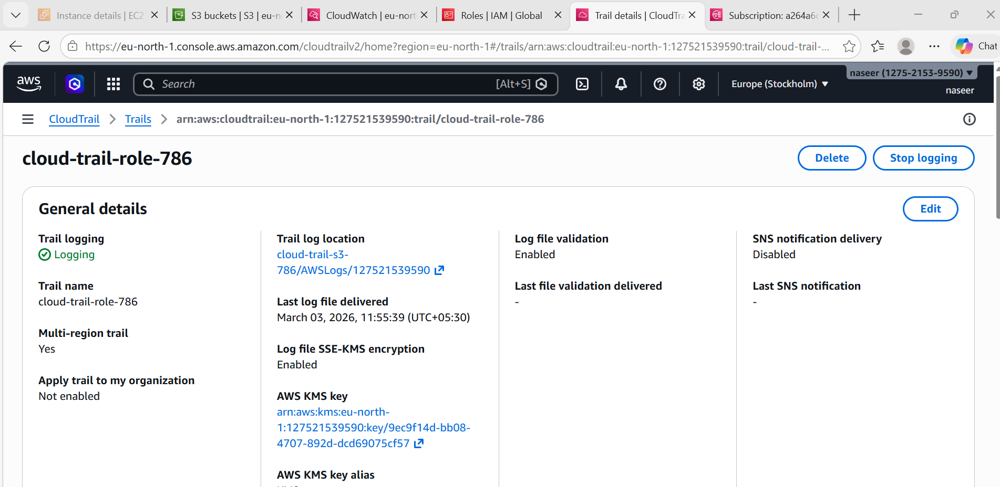 Instance details | EC2
S3 buckets | S3 | eu-n
CloudWatch | eu-nort
Roles | IAM | Global
Trail details | CloudTra
Subscription: a264a6
https://eu-north-1.console.aws.amazon.com/cloudtrailv2/home?region=eu-north-1#/trails/arn:aws:cloudtrail:eu-north-1:127521539590:trail/cloud-trail-...
Chat
aws
Search
[Alt+S]
Europe (Stockholm)
naseer (1275-2153-9590)
naseer
CloudTrail
Trails
arn:aws:cloudtrail:eu-north-1:127521539590:trail/cloud-trail-role-786
cloud-trail-role-786
Delete
Stop logging
General details
Edit
Trail logging
Logging
Trail name
cloud-trail-role-786
Multi-region trail
Yes
Apply trail to my organization
Not enabled
Trail log location
cloud-trail-s3-
786/AWSLogs/127521539590
Last log file delivered
March 03, 2026, 11:55:39 (UTC+05:30)
Log file SSE-KMS encryption
Enabled
AWS KMS key
arn:aws:kms:eu-north-
1:127521539590:key/9ec9f14d-bb08-
4707-892d-dcd69075cf57
AWS KMS key alias
Log file validation
Enabled
Last file validation delivered
-
SNS notification delivery
Disabled
Last SNS notification
-